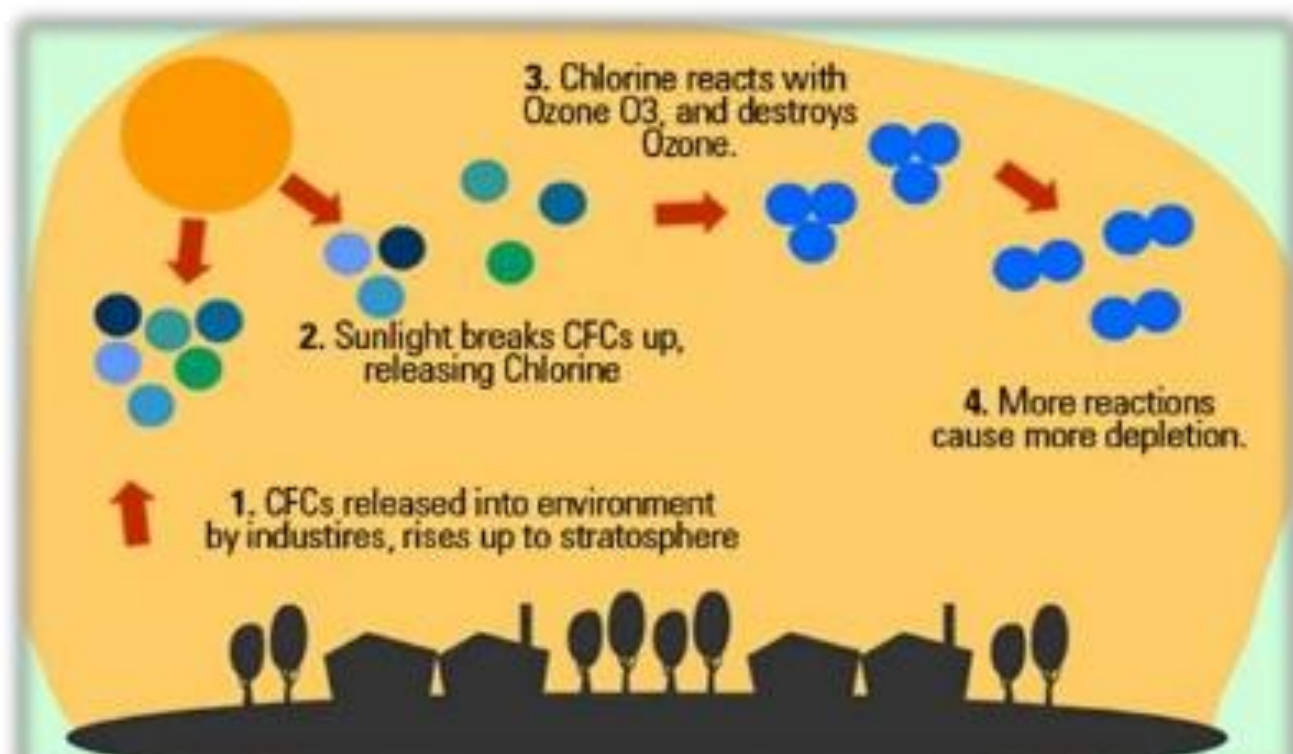 3. Chlorine reacts with
Ozone O3, and destroys
Ozone.
2. Sunlight breaks CFCs up,
releasing Chlorine
4. More reactions
cause more depletion.
1. CFCs released into environment
by industires, rises up to stratosphere